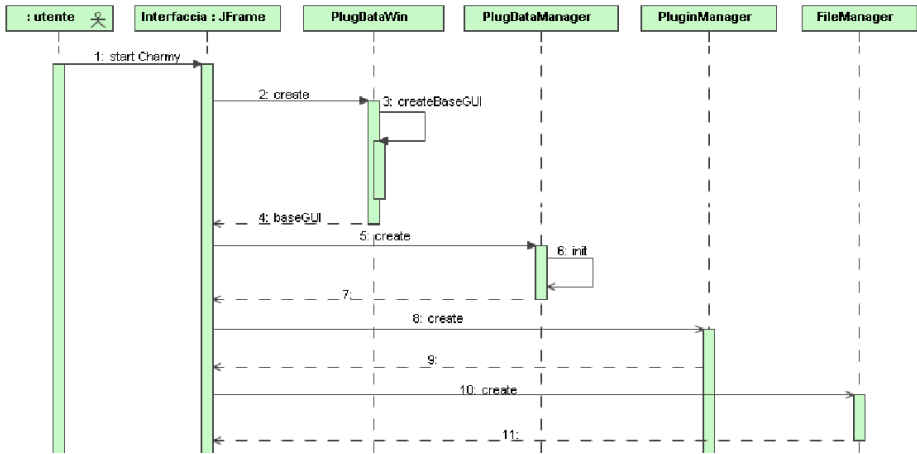 : utente
Interfaccia : JFrame
PlugDataWin
PlugDataManager
PluginManager
FileManager
1: start Charmy
2: create
3: createBaseGUI
4: baseGUI
5: create
6: init
7:
8: create
9:
10: create
11: